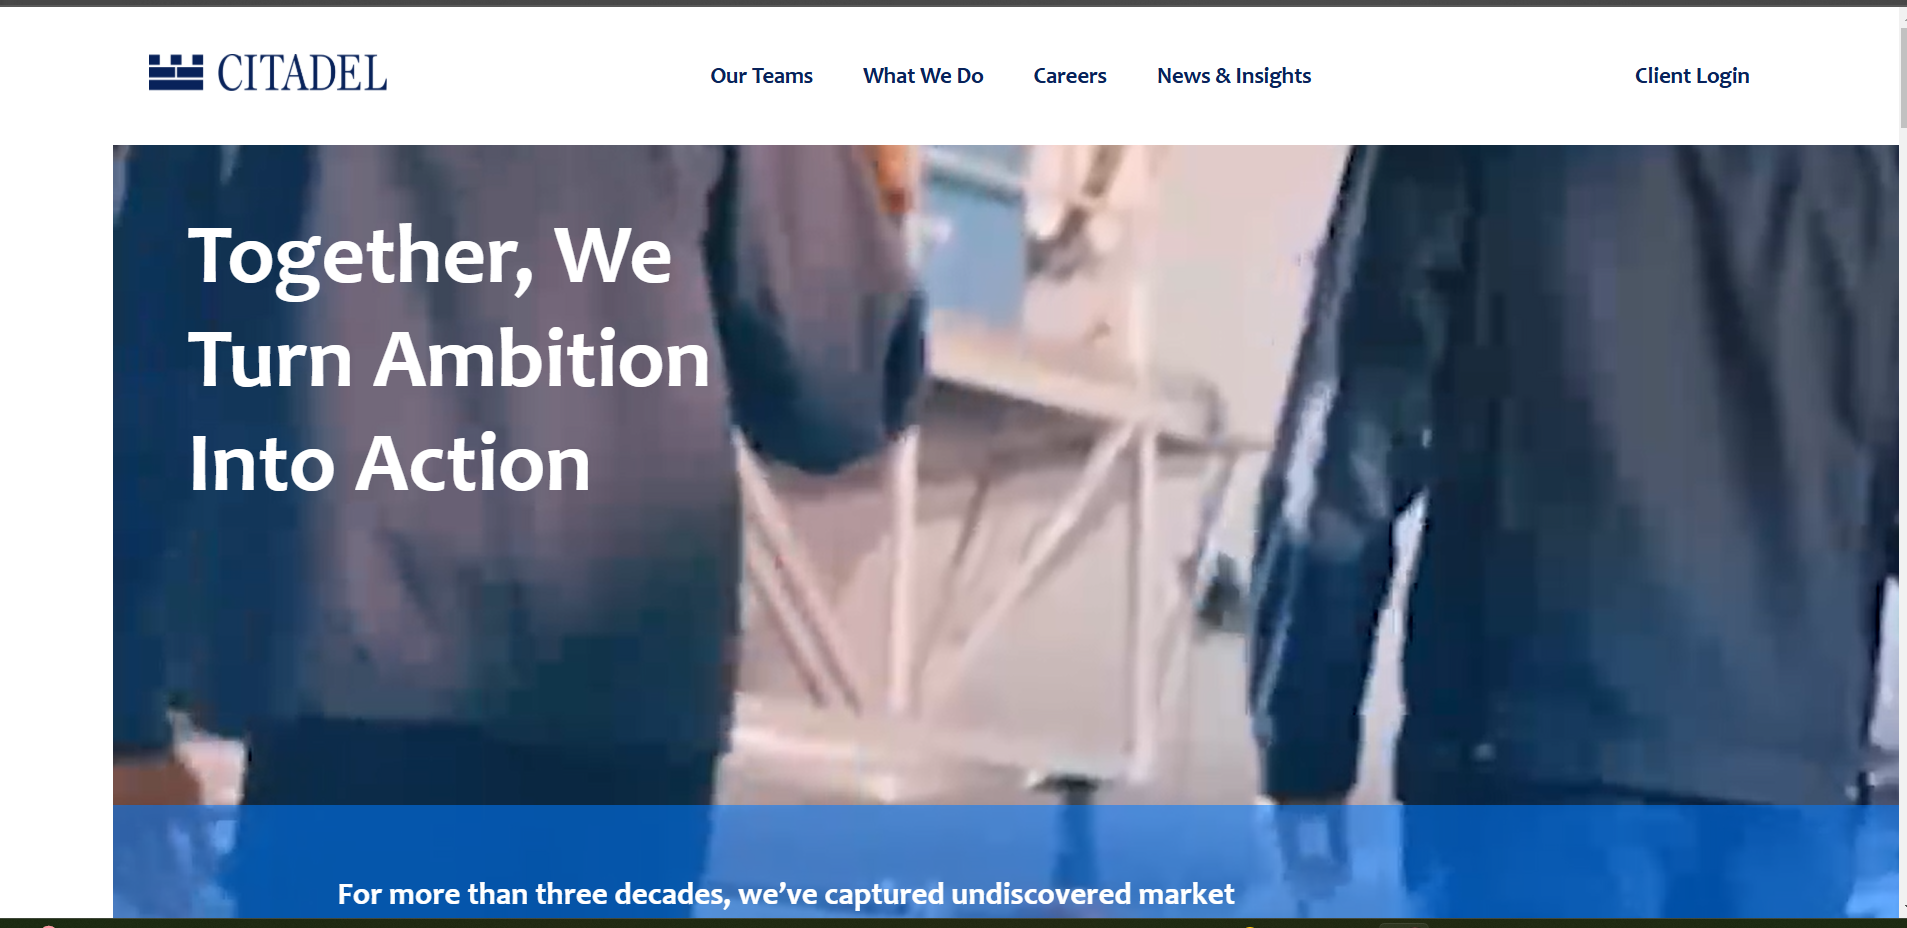 CITADEL
Our Teams
What We Do
Careers
News & Insights
Client Login
Together, We
Turn Ambition
Into Action
For more than three decades, we’ve captured undiscovered market